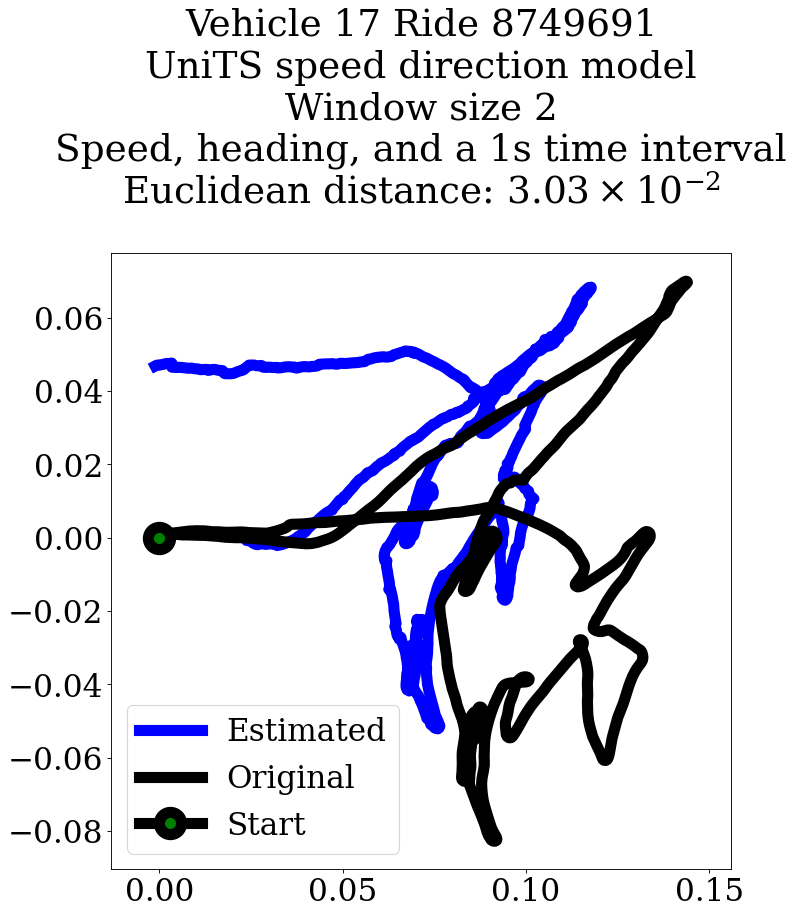 Vehicle 17 Ride 8749691
UniTS speed direction model
Window size 2
Speed, heading, and a 1s time interval
Euclidean distance: 3.03 × 10⁻²
0.06
0.04
0.02
0.00
−0.02
−0.04
−0.06
−0.08
Estimated
Original
Start
0.00 0.05 0.10 0.15